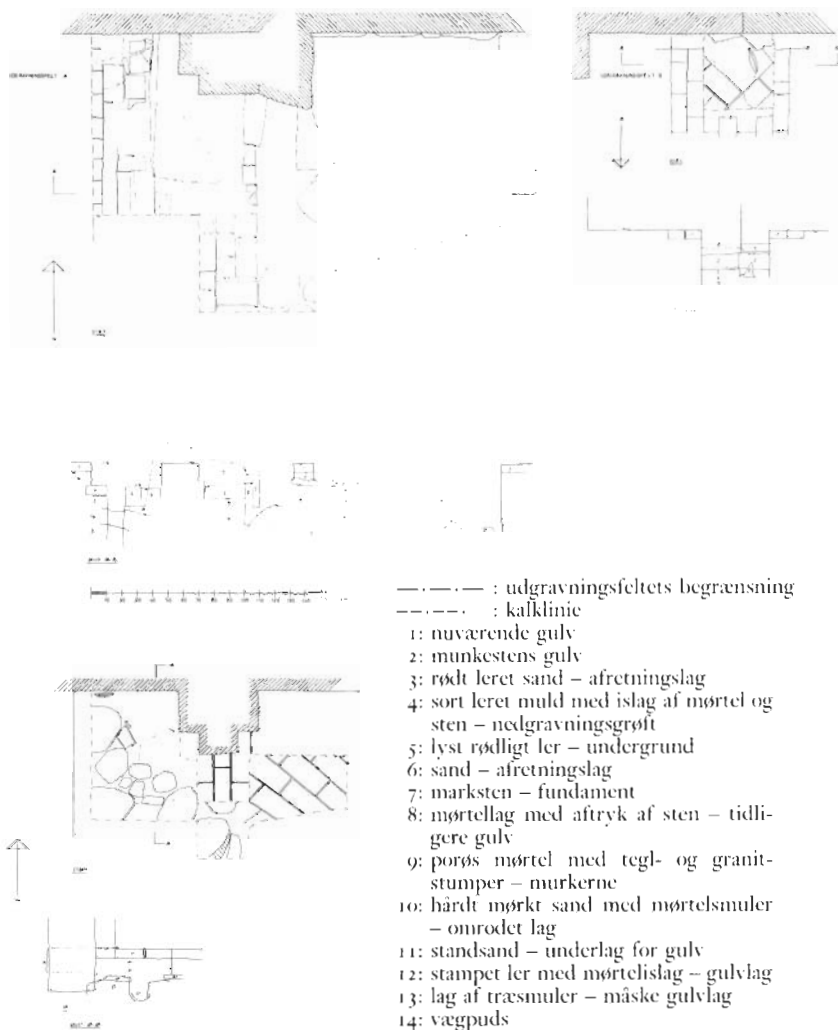 —·—·— : udgravningsfeltets begrænsning
—·—·— : kalklinie
1: nuværende gulv
2: munkestens gulv
3: rødt leret sand – afretningslag
4: sort leret muld med islag af mørtel og
sten – nedgravningsgrøft
5: lyst rødligt ler – undergrund
6: sand – afretningslag
7: marksten – fundament
8: mørtellag med aftryk af sten – tidli-
gere gulv
9: porøs mørtel med tegl- og granit-
stumper – murkerne
10: hårdt mørkt sand med mørtelsmuler
– omrodet lag
11: standsand – underlag for gulv
12: stampet ler med mørtelislag – gulvlag
13: lag af træsmuler – måske gulvlag
14: vægpuds